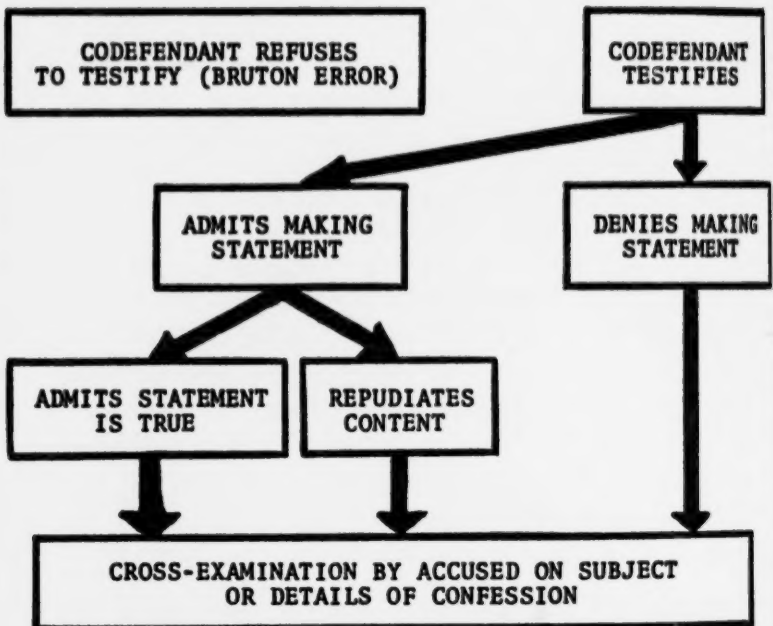 CODEFENDANT REFUSES
TO TESTIFY (BRUTON ERROR)
CODEFENDANT
TESTIFIES
ADMITS MAKING
STATEMENT
DENIES MAKING
STATEMENT
ADMITS STATEMENT
IS TRUE
REPUDIATES
CONTENT
CROSS-EXAMINATION BY ACCUSED ON SUBJECT
OR DETAILS OF CONFESSION